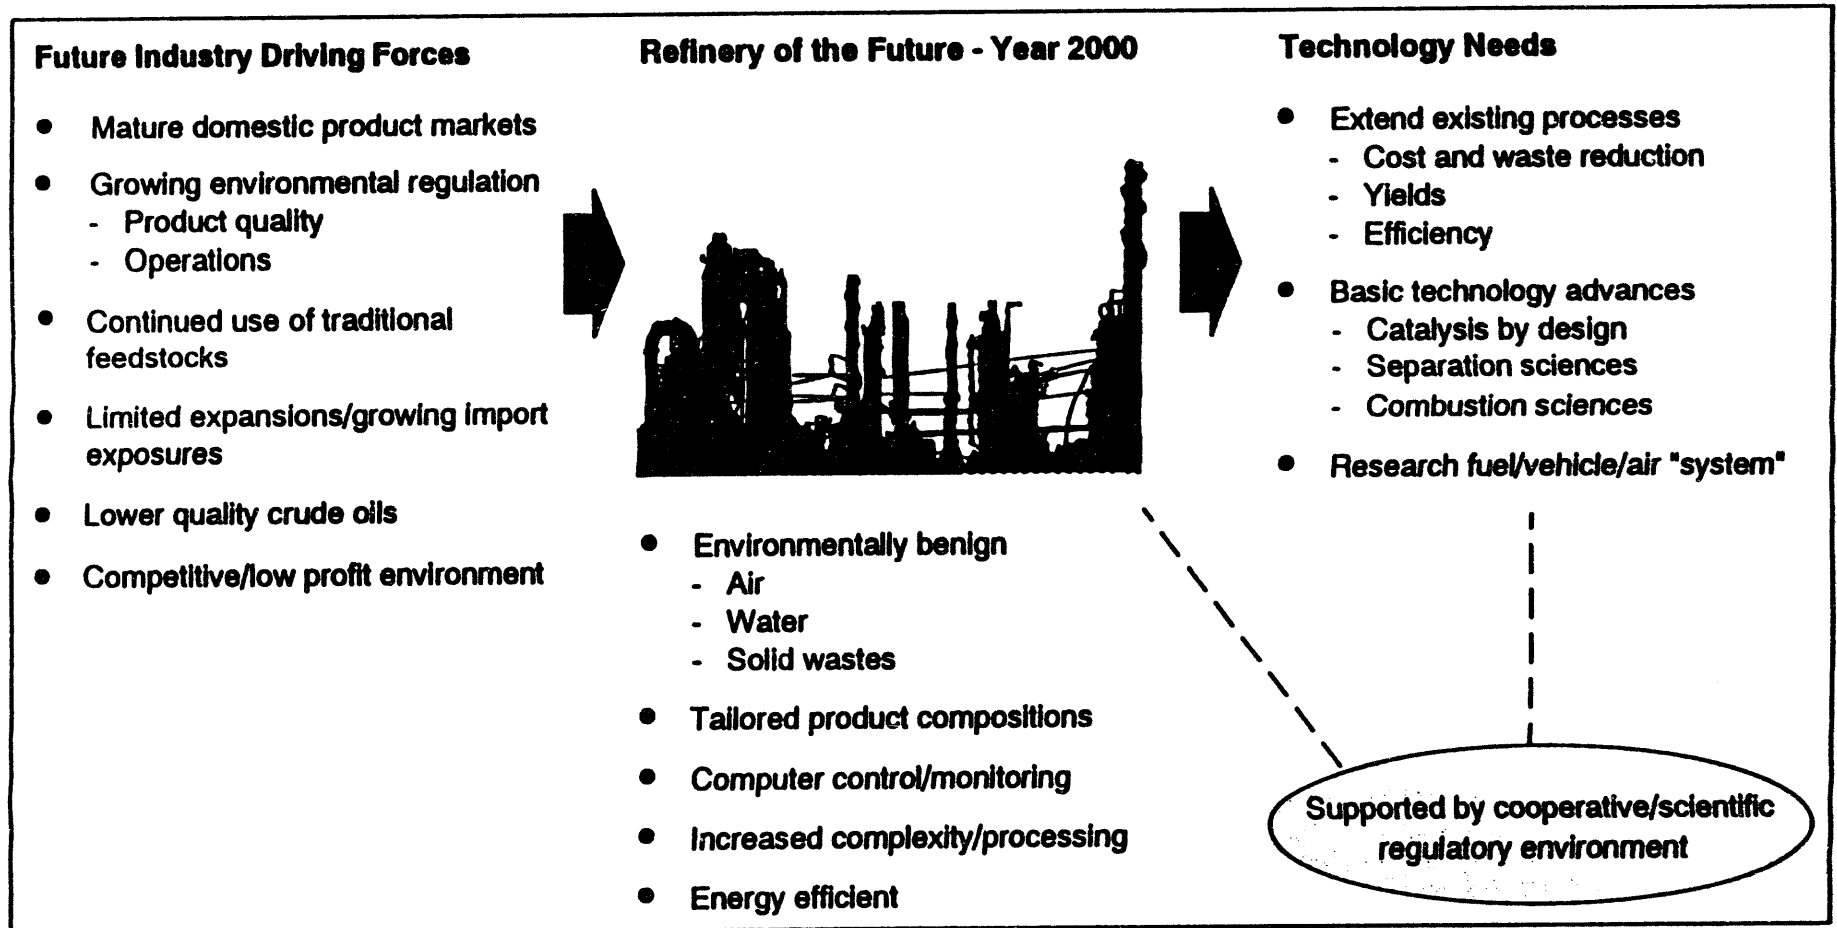 Future Industry Driving Forces
• Mature domestic product markets
• Growing environmental regulation
- Product quality
- Operations
• Continued use of traditional
feedstocks
• Limited expansions/growing import
exposures
• Lower quality crude oils
• Competitive/low profit environment
Refinery of the Future - Year 2000
• Environmentally benign
- Air
- Water
- Solid wastes
• Tailored product compositions
• Computer control/monitoring
• Increased complexity/processing
• Energy efficient
Technology Needs
• Extend existing processes
- Cost and waste reduction
- Yields
- Efficiency
• Basic technology advances
- Catalysis by design
- Separation sciences
- Combustion sciences
• Research fuel/vehicle/air "system"
Supported by cooperative/scientific
regulatory environment